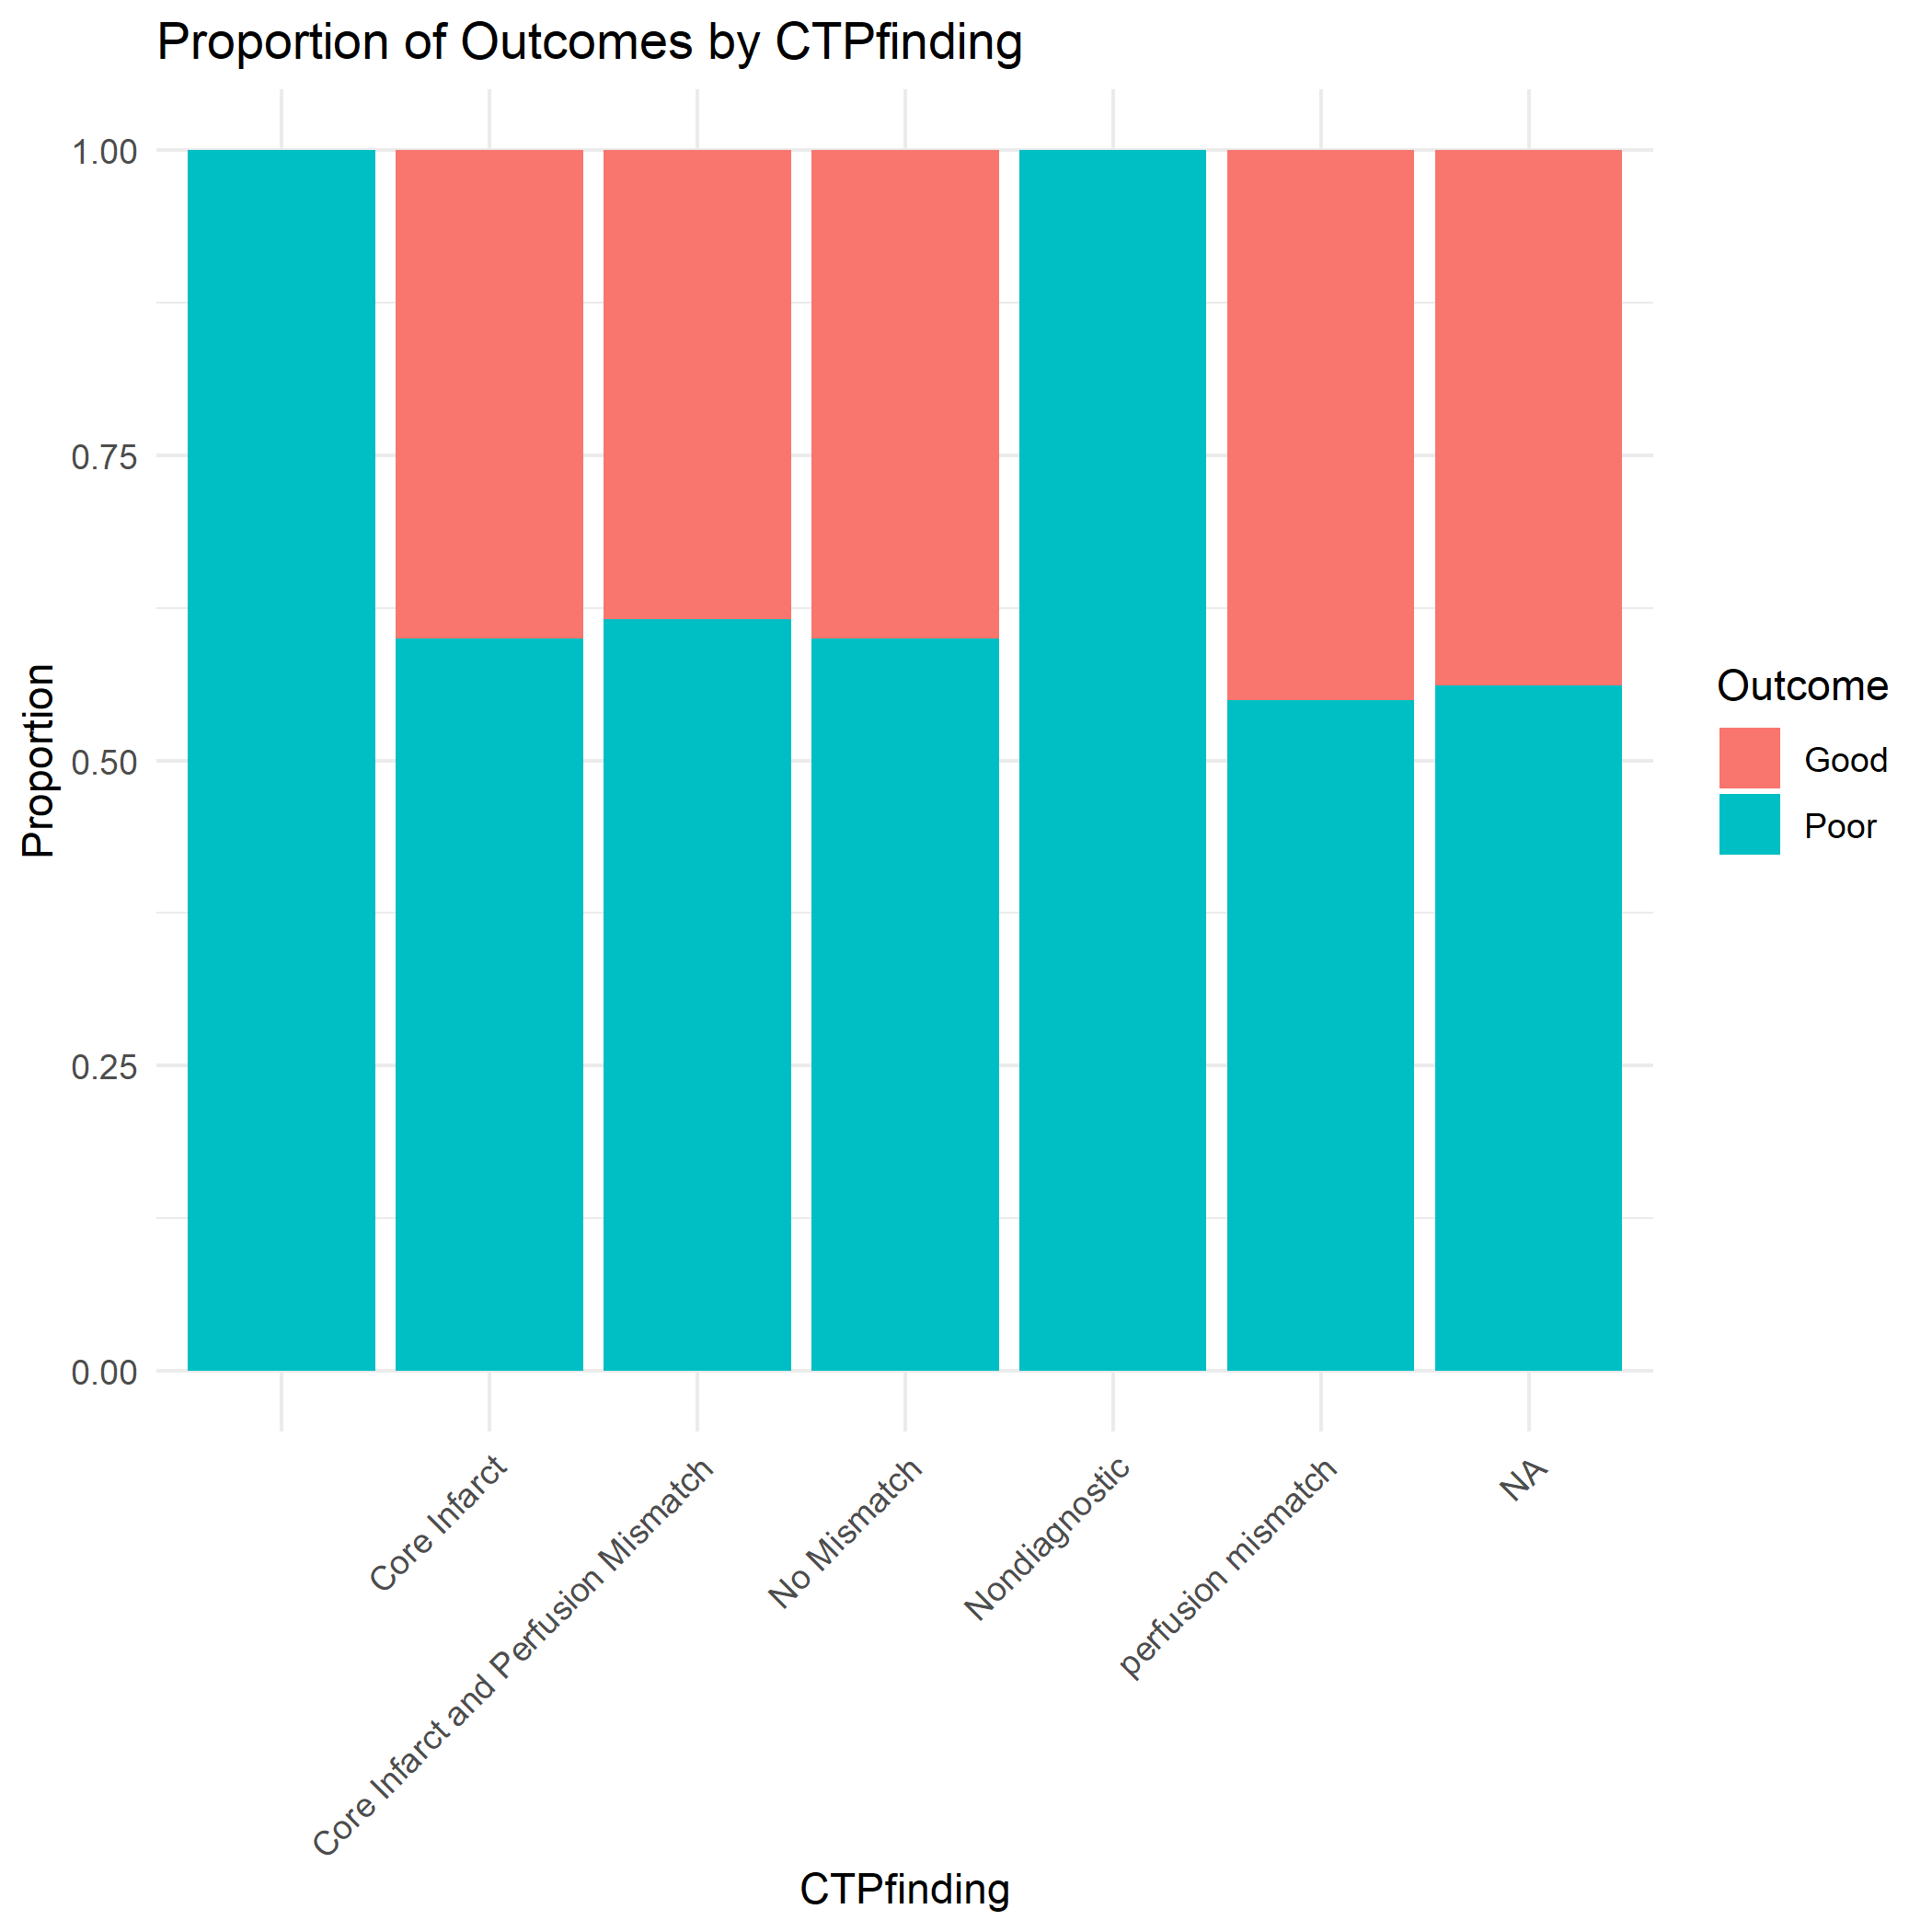 Proportion of Outcomes by CTPfinding
1.00
0.75
0.50
0.25
0.00
Proportion
Core Infarct
Core Infarct and Perfusion Mismatch
No Mismatch
Nondiagnostic
perfusion mismatch
NA
CTPfinding
Outcome
Good
Poor